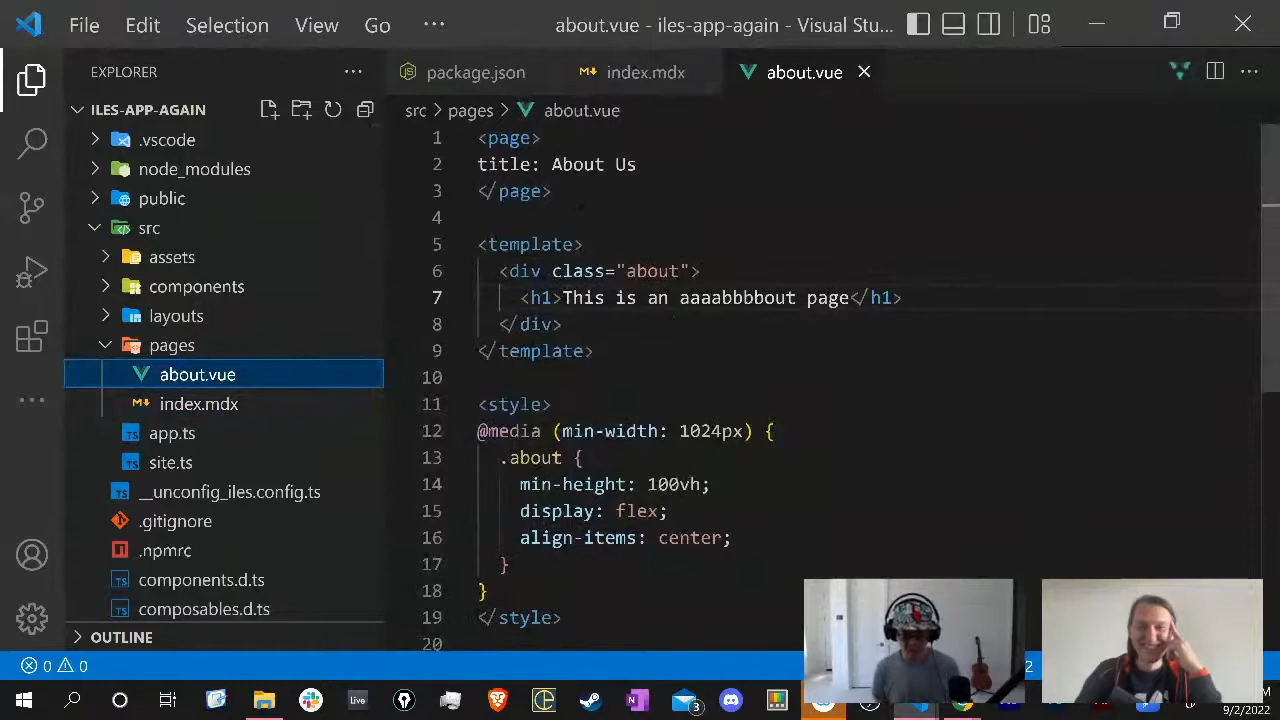 File Edit Selection View Go ··· about.vue - iles-app-again - Visual Stu...
EXPLORER
package.json
index.mdx
about.vue
ILES-APP-AGAIN
src > pages > about.vue
.vscode
node_modules
public
src
assets
components
layouts
pages
about.vue
index.mdx
app.ts
site.ts
__unconfig_iles.config.ts
.gitignore
.npmrc
components.d.ts
composables.d.ts
OUTLINE
1 <page>
2 title: About Us
3 </page>
4
5 <template>
6 <div class="about">
7 <h1>This is an aaaabbbbout page</h1>
8 </div>
9 </template>
10
11 <style>
12 @media (min-width: 1024px) {
13 .about {
14 min-height: 100vh;
15 display: flex;
16 align-items: center;
17 }
18 }
19 </style>
20
0 0
Live
3
9/2/2022